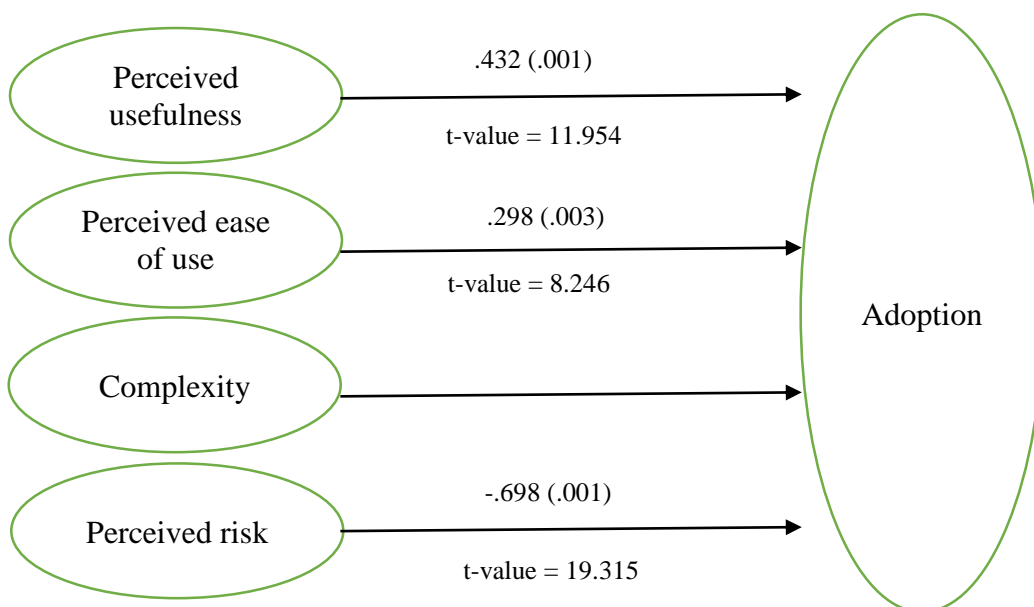 Perceived
usefulness
.432 (.001)
t-value = 11.954
Perceived ease
of use
.298 (.003)
t-value = 8.246
Adoption
Complexity
Perceived risk
-.698 (.001)
t-value = 19.315